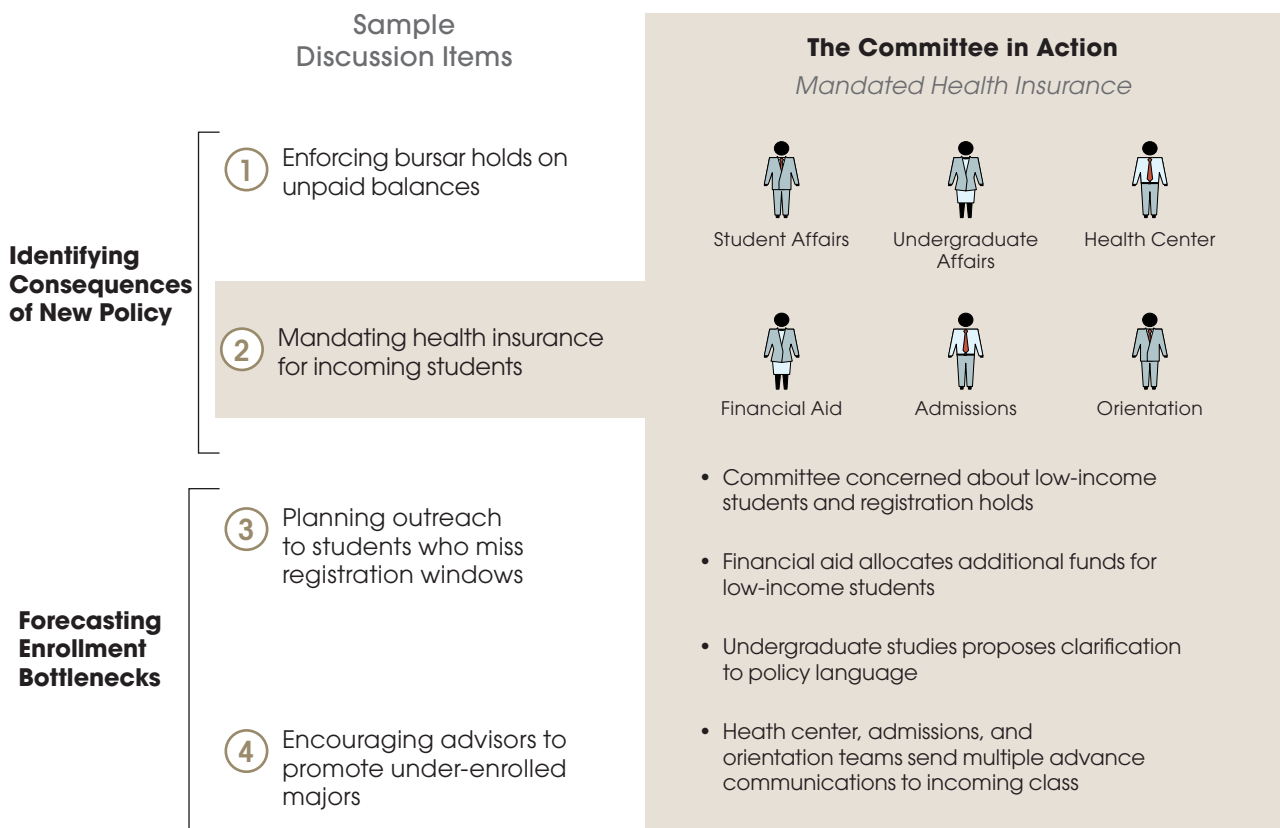 Sample
Discussion Items
Identifying
Consequences
of New Policy
1
Enforcing bursar holds on
unpaid balances
2
Mandating health insurance
for incoming students
Forecasting
Enrollment
Bottlenecks
3
Planning outreach
to students who miss
registration windows
4
Encouraging advisors to
promote under-enrolled
majors
The Committee in Action
Mandated Health Insurance
Student Affairs
Undergraduate
Affairs
Health Center
Financial Aid
Admissions
Orientation
• Committee concerned about low-income
students and registration holds
• Financial aid allocates additional funds for
low-income students
• Undergraduate studies proposes clarification
to policy language
• Heath center, admissions, and
orientation teams send multiple advance
communications to incoming class